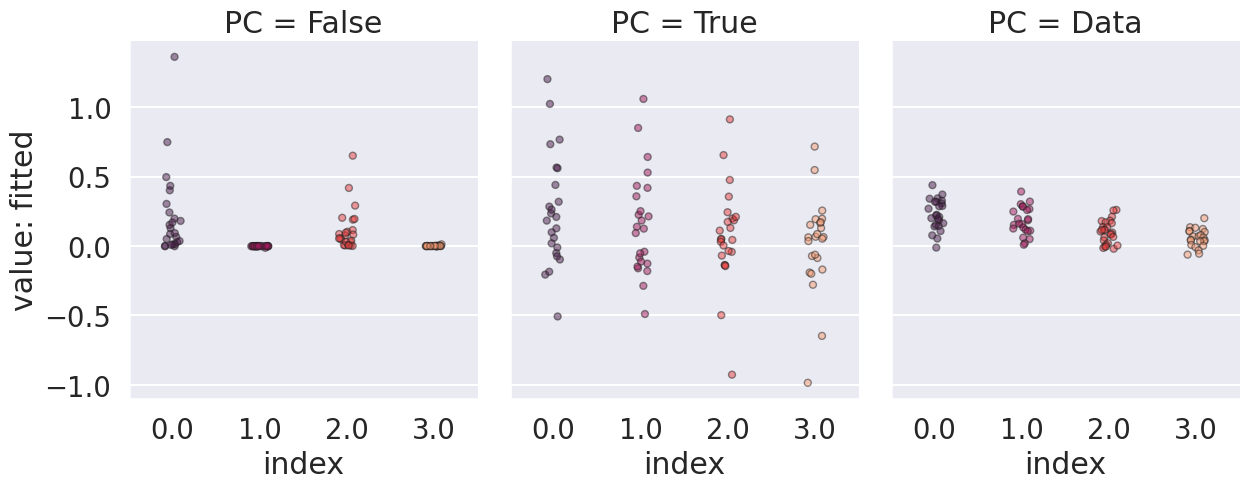 PC = False PC = True PC = Data
value: fitted
1.0
0.5
0.0
−0.5
−1.0
0.0 1.0 2.0 3.0 0.0 1.0 2.0 3.0 0.0 1.0 2.0 3.0
index index index